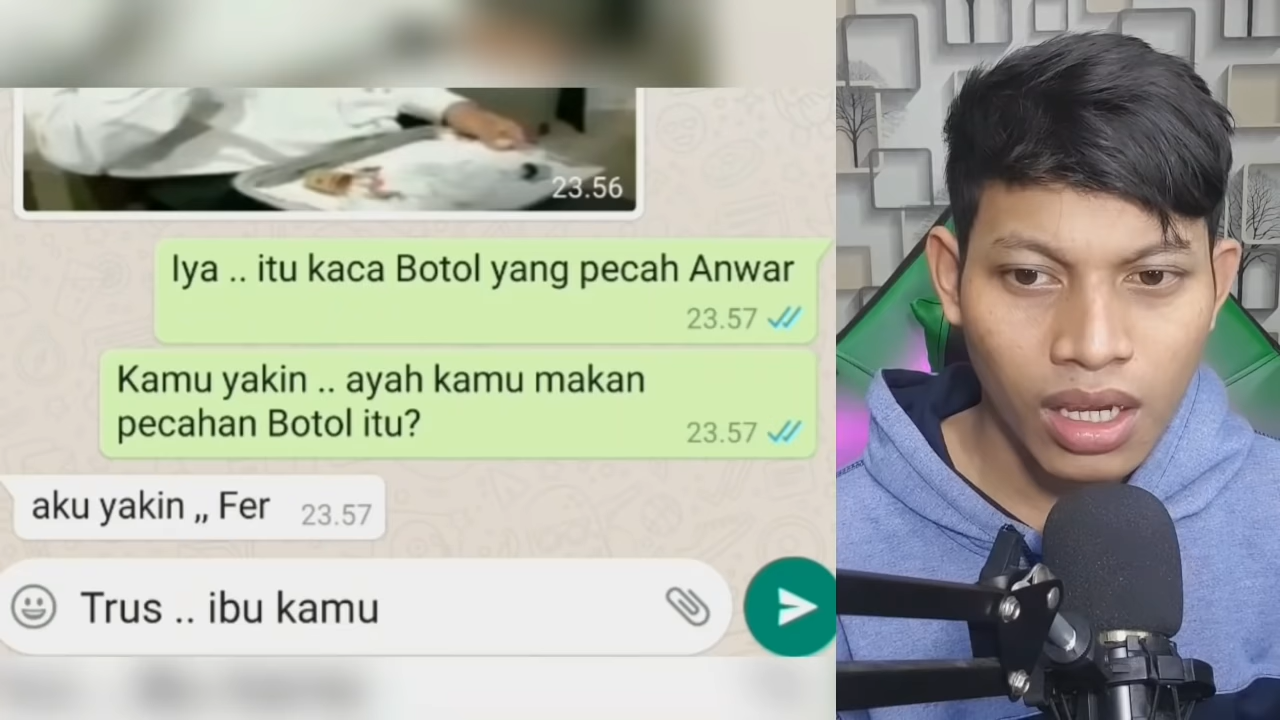 23.56
Iya .. itu kaca Botol yang pecah Anwar
23.57
Kamu yakin .. ayah kamu makan
pecahan Botol itu?
23.57
aku yakin ,, Fer
23.57
Trus .. ibu kamu